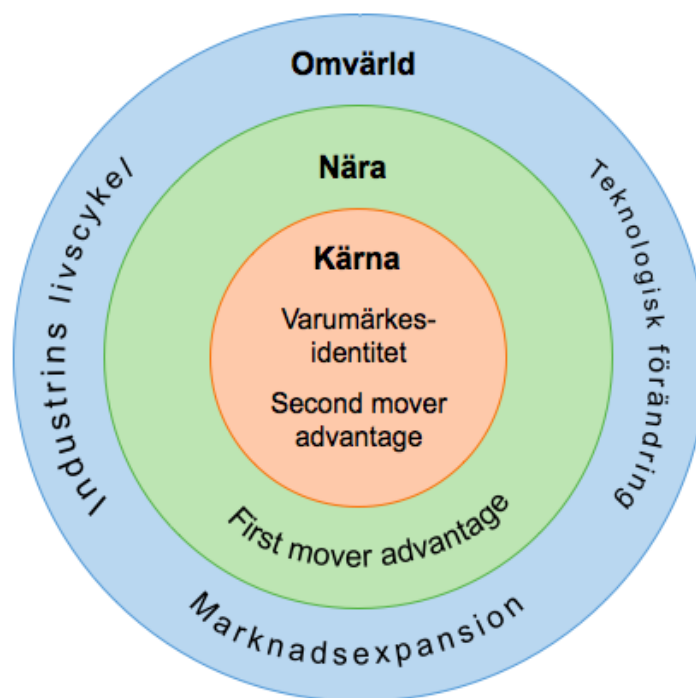 Omvärld
Industrins livscykel
Teknologisk förändring
Marknadsexpansion
Nära
First mover advantage
Kärna
Varumärkes-
identitet
Second mover
advantage